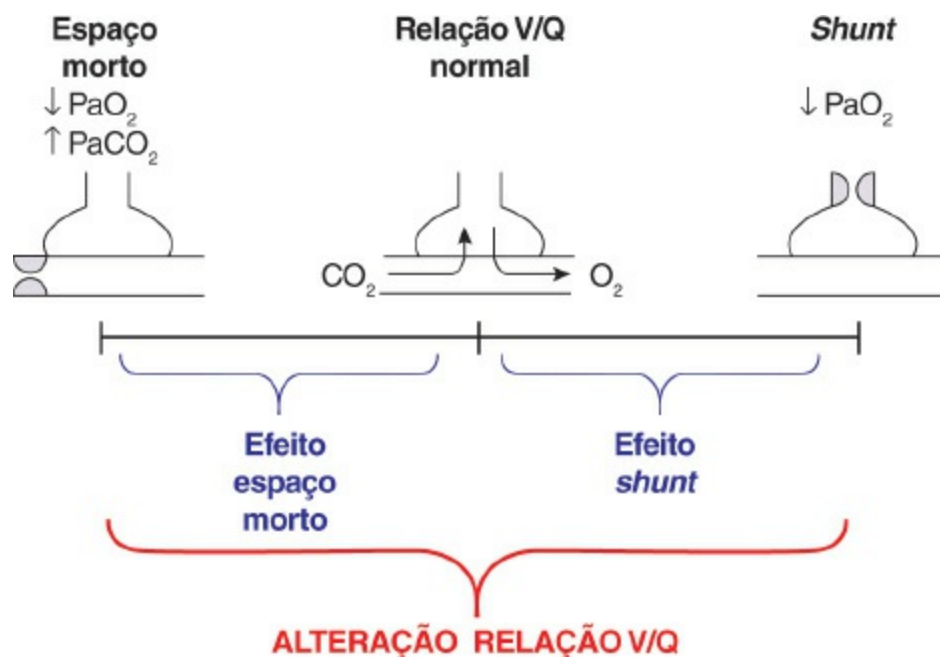 Espaço
morto
↓ PaO₂
↑ PaCO₂
Relação V/Q
normal
Shunt
↓ PaO₂
CO₂
O₂
Efeito
espaço
morto
Efeito
shunt
ALTERAÇÃO RELAÇÃO V/Q